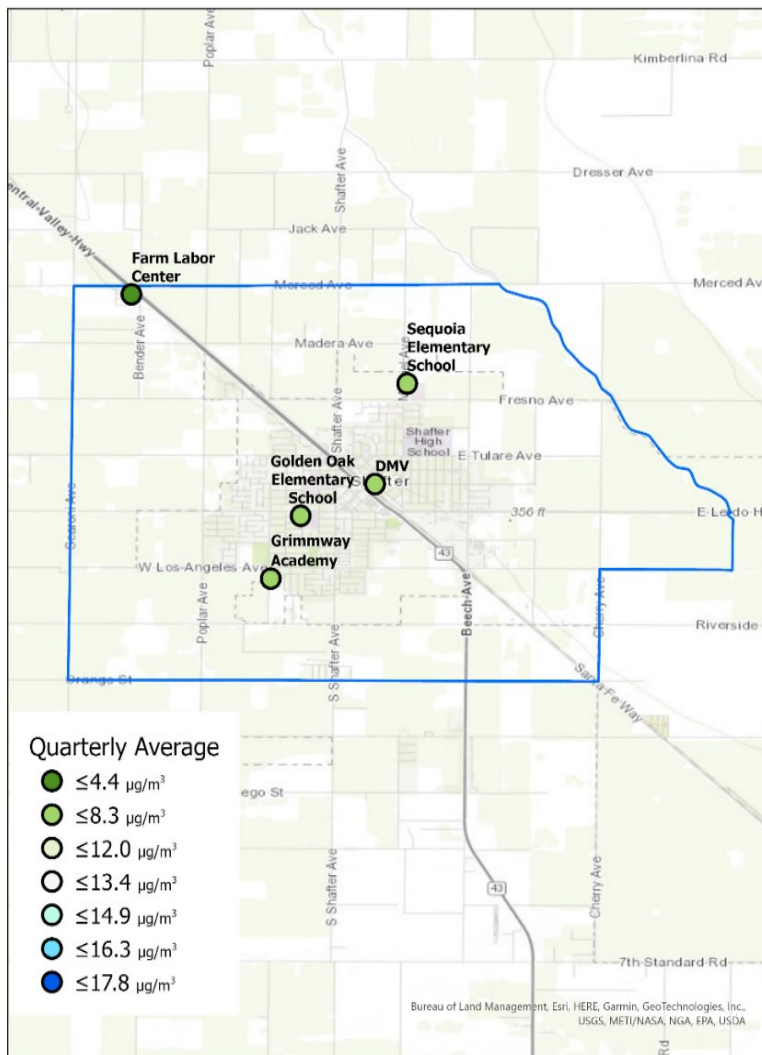 Poplar Ave
Kimberlina Rd
Shafter Ave
Dresser Ave
Central-Valley-Hwy
Jack Ave
Farm Labor
Center
Merced Ave
Merced Av
Bender Ave
Sequoia
Elementary
School
Madera Ave
Fresno Ave
Shafter Ave
Shafter
High
School
E Tulare Ave
Golden Oak
Elementary
School
DMV
Scaroni Ave
356 ft
E Lerdo H
Grimmway
Academy
43
W Los-Angeles Ave
Poplar Ave
Beech-Ave
Cherry Ave
Riverside
S Shafter Ave
Orange St
Santa Fe Way
Quarterly Average
≤4.4 µg/m³
≤8.3 µg/m³
≤12.0 µg/m³
≤13.4 µg/m³
≤14.9 µg/m³
≤16.3 µg/m³
≤17.8 µg/m³
ego St
S Shafter Ave
43
Cherry Ave
7th Standard Rd
Bureau of Land Management, Esri, HERE, Garmin, GeoTechnologies, Inc.,
USGS, METI/NASA, NGA, EPA, USDA
Rd